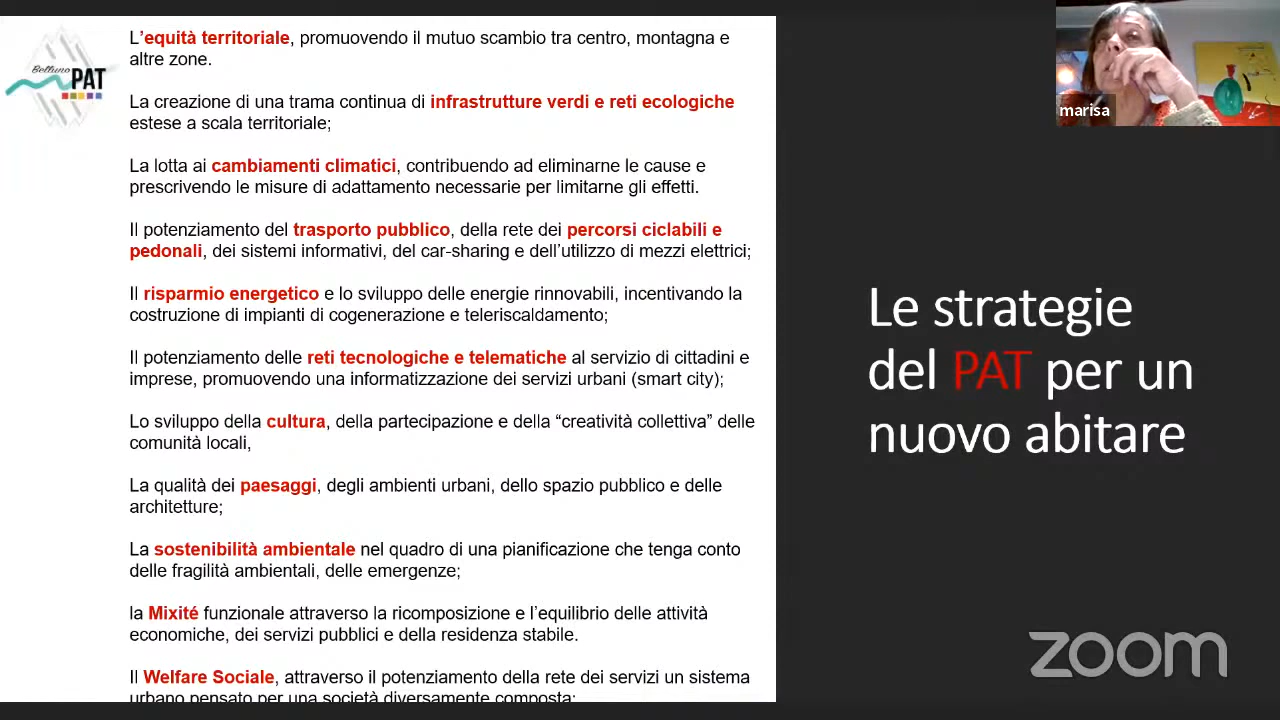 Belluno
PAT
L'equità territoriale, promuovendo il mutuo scambio tra centro, montagna e
altre zone.
La creazione di una trama continua di infrastrutture verdi e reti ecologiche
estese a scala territoriale;
La lotta ai cambiamenti climatici, contribuendo ad eliminarne le cause e
prescrivendo le misure di adattamento necessarie per limitarne gli effetti.
Il potenziamento del trasporto pubblico, della rete dei percorsi ciclabili e
pedonali, dei sistemi informativi, del car-sharing e dell'utilizzo di mezzi elettrici;
Il risparmio energetico e lo sviluppo delle energie rinnovabili, incentivando la
costruzione di impianti di cogenerazione e teleriscaldamento;
Il potenziamento delle reti tecnologiche e telematiche al servizio di cittadini e
imprese, promuovendo una informatizzazione dei servizi urbani (smart city);
Lo sviluppo della cultura, della partecipazione e della “creatività collettiva” delle
comunità locali,
La qualità dei paesaggi, degli ambienti urbani, dello spazio pubblico e delle
architetture;
La sostenibilità ambientale nel quadro di una pianificazione che tenga conto
delle fragilità ambientali, delle emergenze;
la Mixité funzionale attraverso la ricomposizione e l'equilibrio delle attività
economiche, dei servizi pubblici e della residenza stabile.
Il Welfare Sociale, attraverso il potenziamento della rete dei servizi un sistema
urbano pensato per una società diversamente composta;
marisa
Le strategie
del PAT per un
nuovo abitare
zoom